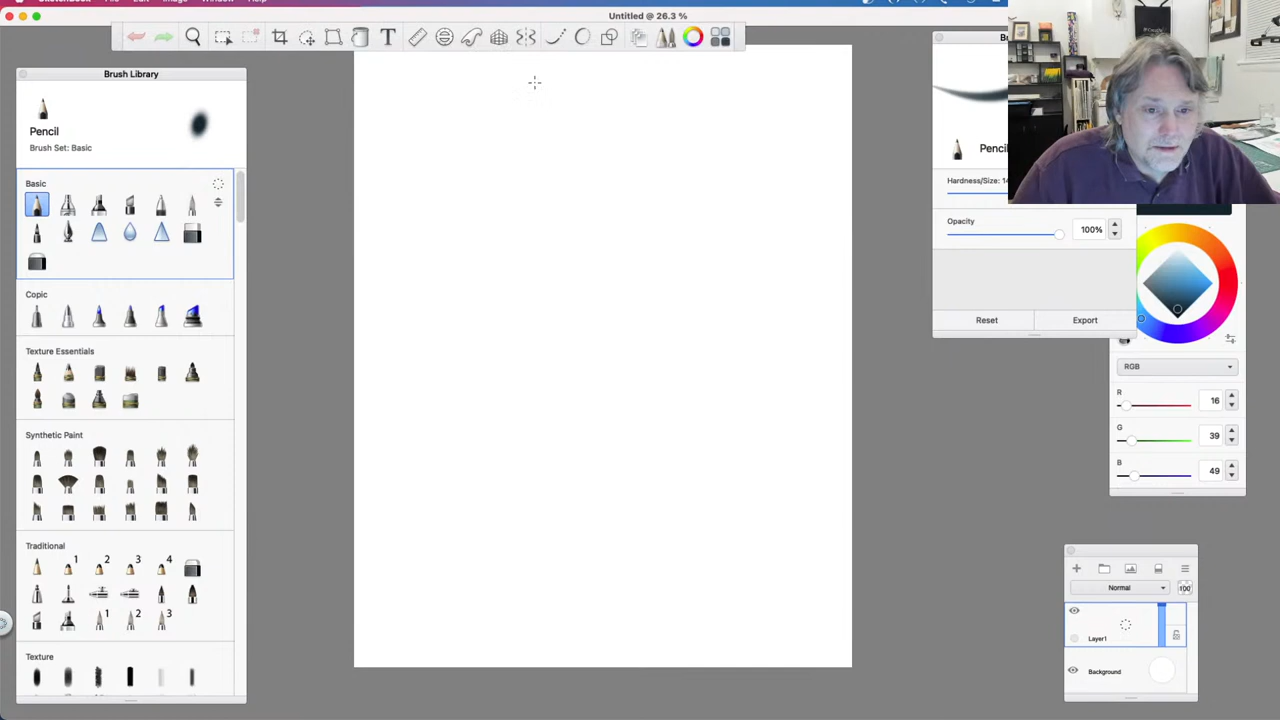 Untitled @ 26.3 %
Brush Library
Pencil
Brush Set: Basic
Basic
Copic
Texture Essentials
Synthetic Paint
Traditional
1 2 3 4
1 2 3
Texture
Pencil
Hardness/Size:
Opacity
100%
Reset Export
RGB
R
16
G
39
B
49
Normal
100
Layer1
Background